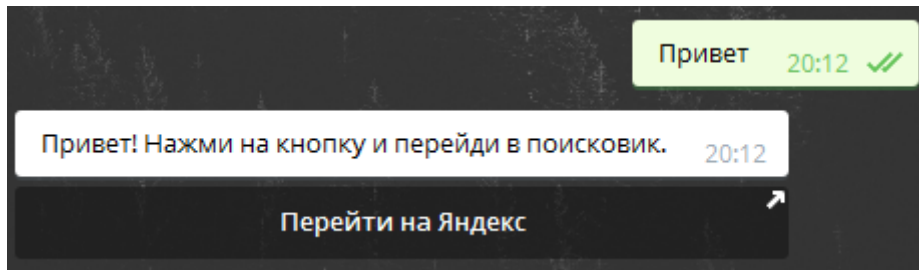 Привет 20:12
Привет! Нажми на кнопку и перейди в поисковик. 20:12
Перейти на Яндекс